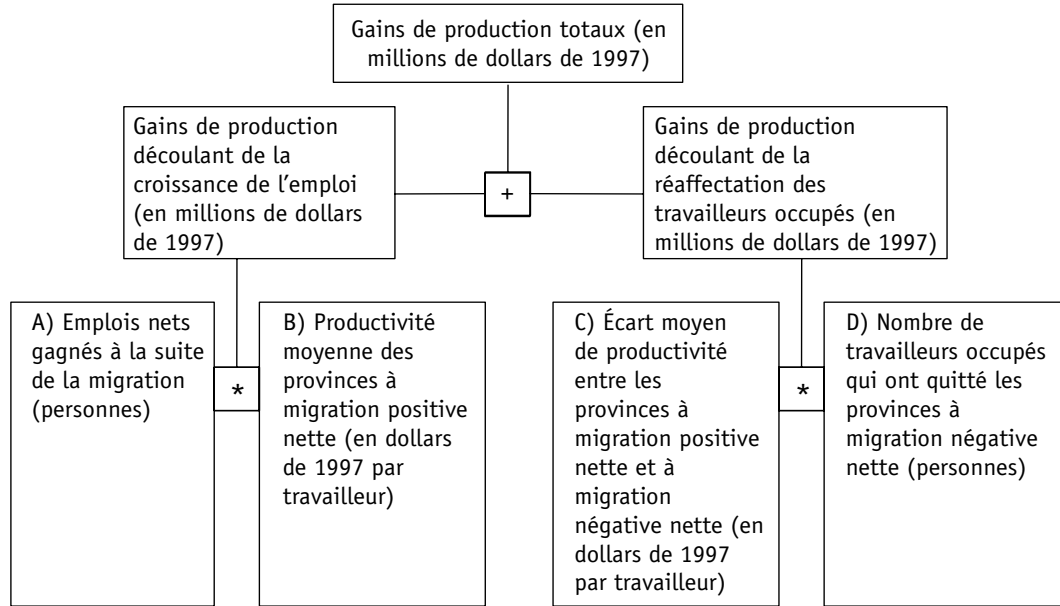 Gains de production totaux (en
millions de dollars de 1997)
Gains de production
découlant de la
croissance de l'emploi
(en millions de dollars
de 1997)
+
Gains de production
découlant de la
réaffectation des
travailleurs occupés (en
millions de dollars de 1997)
A) Emplois nets
gagnés à la suite
de la migration
(personnes)
*
B) Productivité
moyenne des
provinces à
migration positive
nette (en dollars
de 1997 par
travailleur)
C) Écart moyen
de productivité
entre les
provinces à
migration positive
nette et à
migration
négative nette (en
dollars de 1997
par travailleur)
*
D) Nombre de
travailleurs occupés
qui ont quitté les
provinces à
migration négative
nette (personnes)